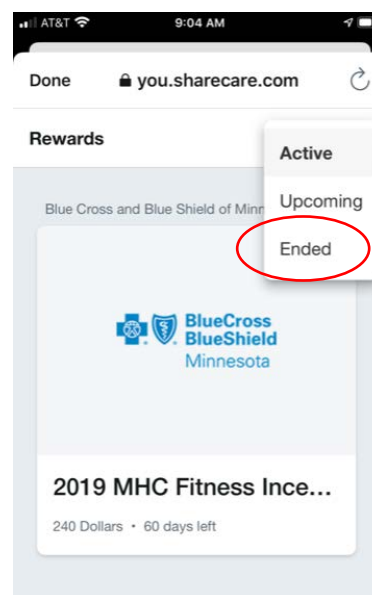 AT&T 9:04 AM
Done you.sharecare.com
Rewards
Active
Upcoming
Ended
Blue Cross and Blue Shield of Minn
BlueCross
BlueShield
Minnesota
2019 MHC Fitness Ince...
240 Dollars • 60 days left